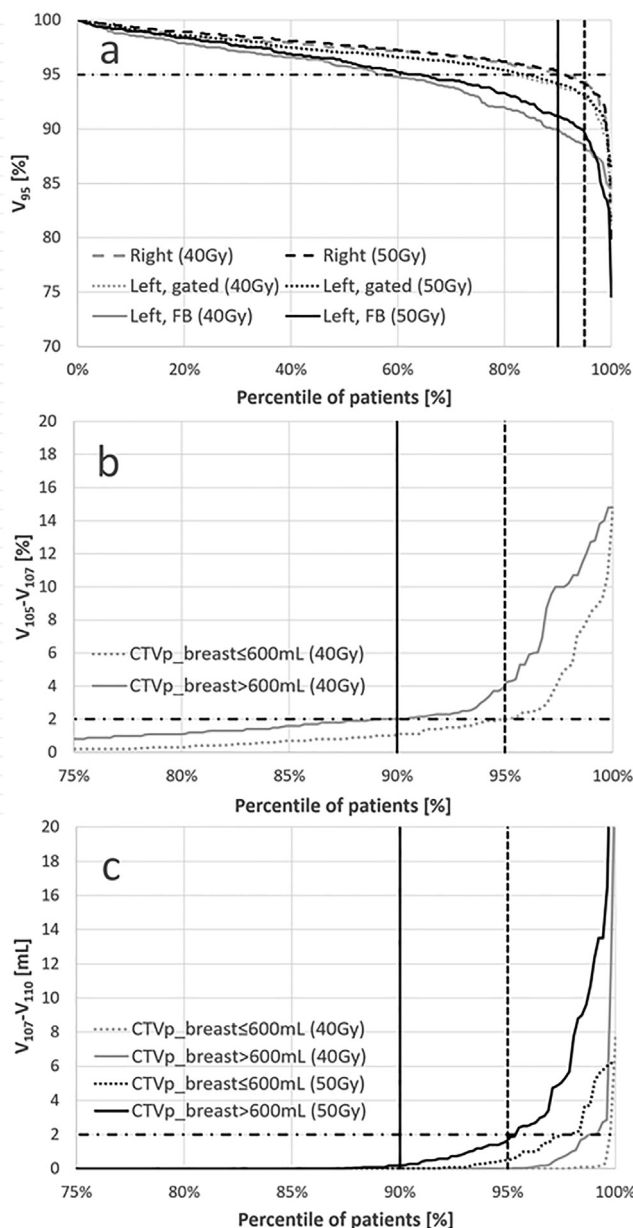 a
100
95
90
85
80
75
70
V95 [%]
Right (40Gy) Right (50Gy)
Left, gated (40Gy) Left, gated (50Gy)
Left, FB (40Gy) Left, FB (50Gy)
0% 20% 40% 60% 80% 100%
Percentile of patients [%]
b
20
18
16
14
12
10
8
6
4
2
0
V105-V107 [%]
CTVp_breast≤600mL (40Gy)
CTVp_breast>600mL (40Gy)
75% 80% 85% 90% 95% 100%
Percentile of patients [%]
c
20
18
16
14
12
10
8
6
4
2
0
V107-V110 [mL]
CTVp_breast≤600mL (40Gy)
CTVp_breast>600mL (40Gy)
CTVp_breast≤600mL (50Gy)
CTVp_breast>600mL (50Gy)
75% 80% 85% 90% 95% 100%
Percentile of patients [%]